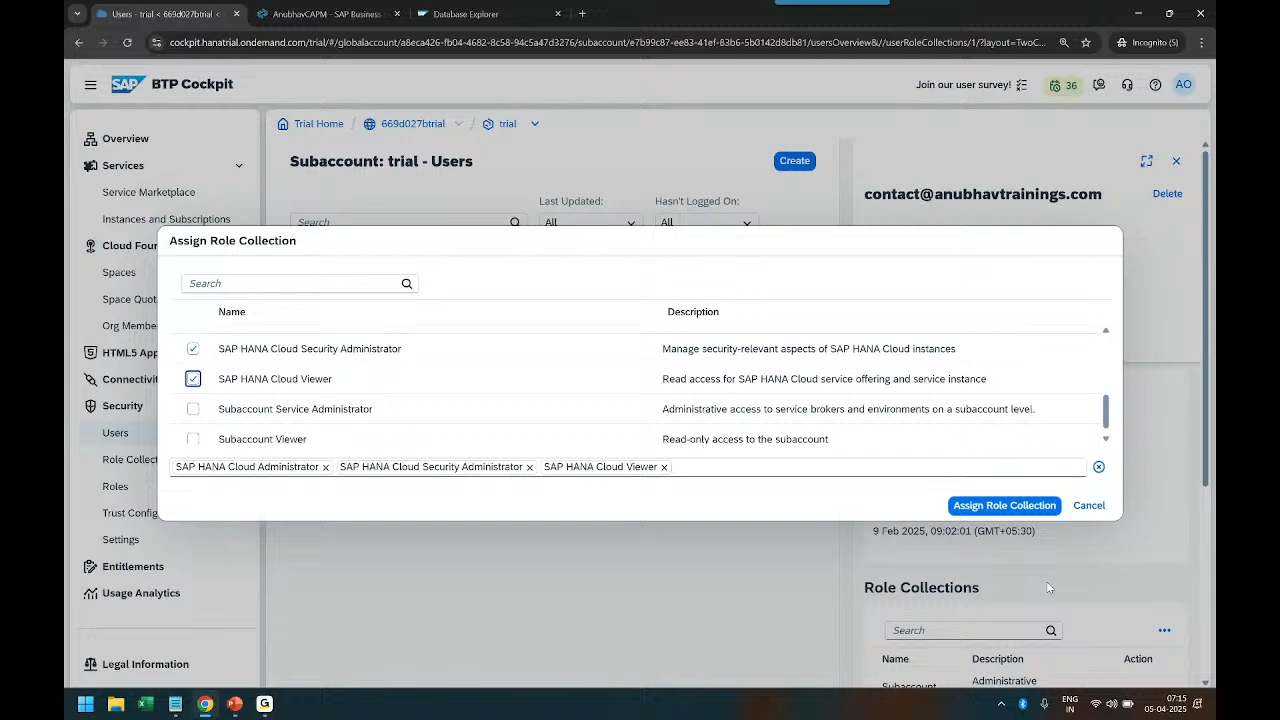 Users - trial < 669d027btrial <
AnubhavCAPM - SAP Business
Database Explorer
cockpit.hanatrial.ondemand.com/trial/#/globalaccount/a8eca426-fb04-4682-8c58-94c5a47d3276/subaccount/e7b99c87-ee83-41ef-83b6-5b0142d8db81/usersOverview&//userRoleCollections/1/?layout=TwoC...
Incognito (5)
SAP BTP Cockpit
Join our user survey!
36
AO
Overview
Services
Service Marketplace
Instances and Subscriptions
Cloud Foun
Spaces
Space Quot
Org Membe
HTML5 App
Connectivit
Security
Users
Role Collect
Roles
Trust Config
Settings
Entitlements
Usage Analytics
Legal Information
Trial Home / 669d027btrial / trial
Subaccount: trial - Users
Create
Last Updated:
Hasn't Logged On:
Search
All
All
contact@anubhavtrainings.com
Delete
Assign Role Collection
Search
Name
Description
SAP HANA Cloud Security Administrator
Manage security-relevant aspects of SAP HANA Cloud instances
SAP HANA Cloud Viewer
Read access for SAP HANA Cloud service offering and service instance
Subaccount Service Administrator
Administrative access to service brokers and environments on a subaccount level.
Subaccount Viewer
Read-only access to the subaccount
SAP HANA Cloud Administrator
SAP HANA Cloud Security Administrator
SAP HANA Cloud Viewer
Assign Role Collection
Cancel
9 Feb 2025, 09:02:01 (GMT+05:30)
Role Collections
Search
Name
Description
Action
Subaccount
Administrative
ENG
IN
07:15
05-04-2025